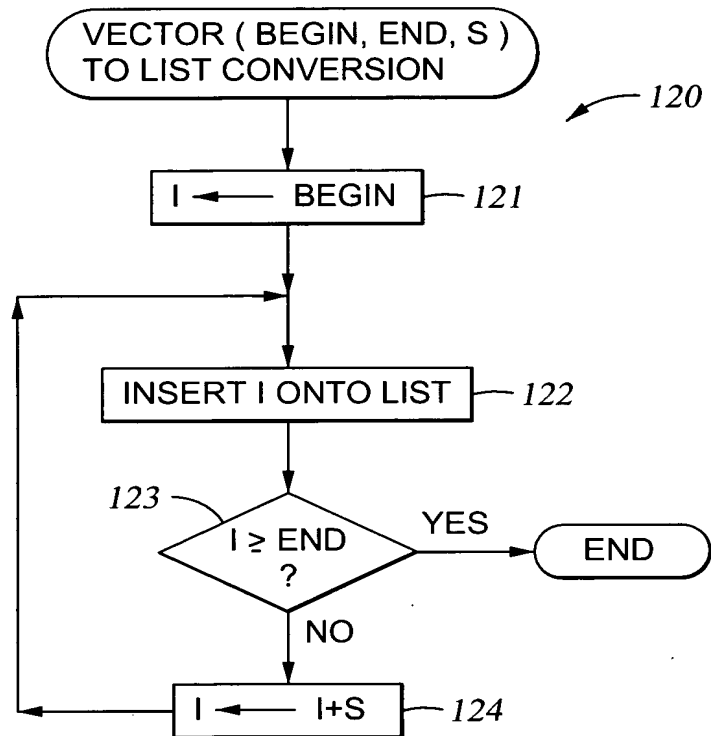 VECTOR ( BEGIN, END, S )
TO LIST CONVERSION
120
I ← BEGIN
121
INSERT I ONTO LIST
122
123
I ≥ END
?
YES
END
NO
I ← I+S
124